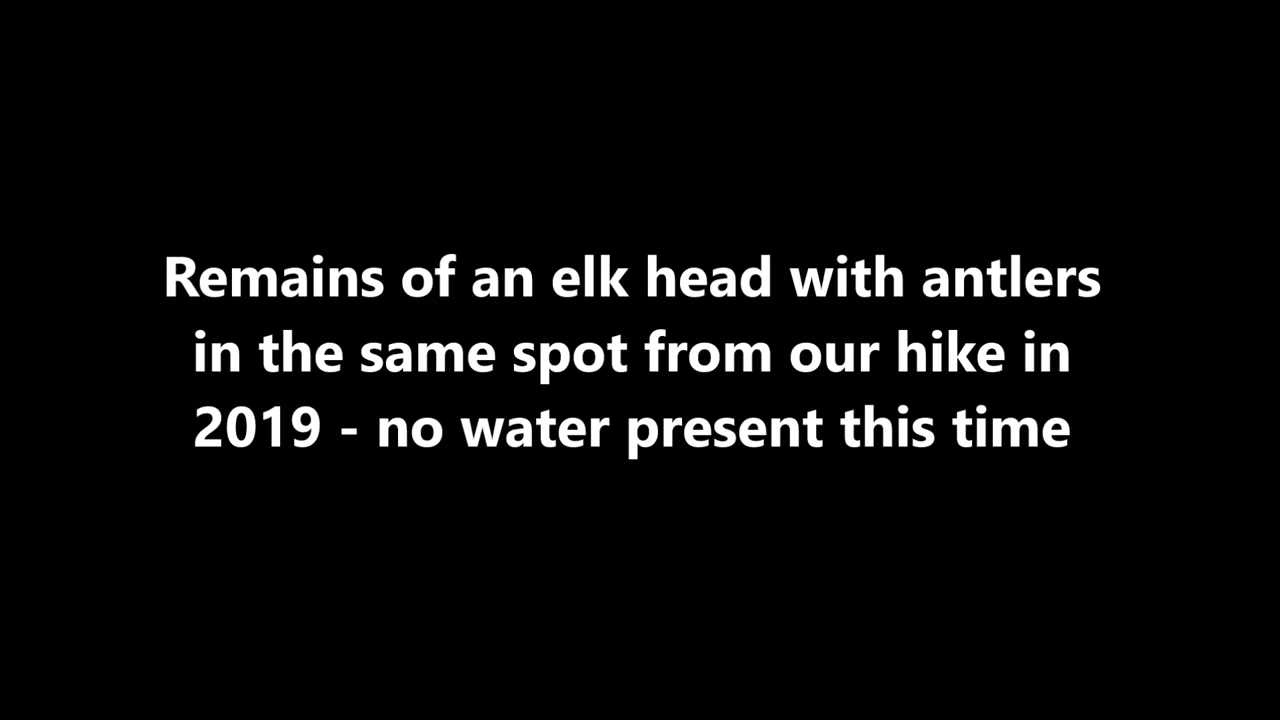 Remains of an elk head with antlers
in the same spot from our hike in
2019 - no water present this time